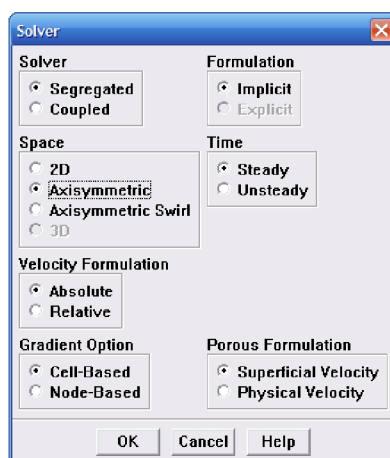 Solver
Solver
Formulation
Segregated
Implicit
Coupled
Explicit
Space
Time
2D
Steady
Axisymmetric
Unsteady
Axisymmetric Swirl
3D
Velocity Formulation
Absolute
Relative
Gradient Option
Porous Formulation
Cell-Based
Superficial Velocity
Node-Based
Physical Velocity
OK Cancel Help